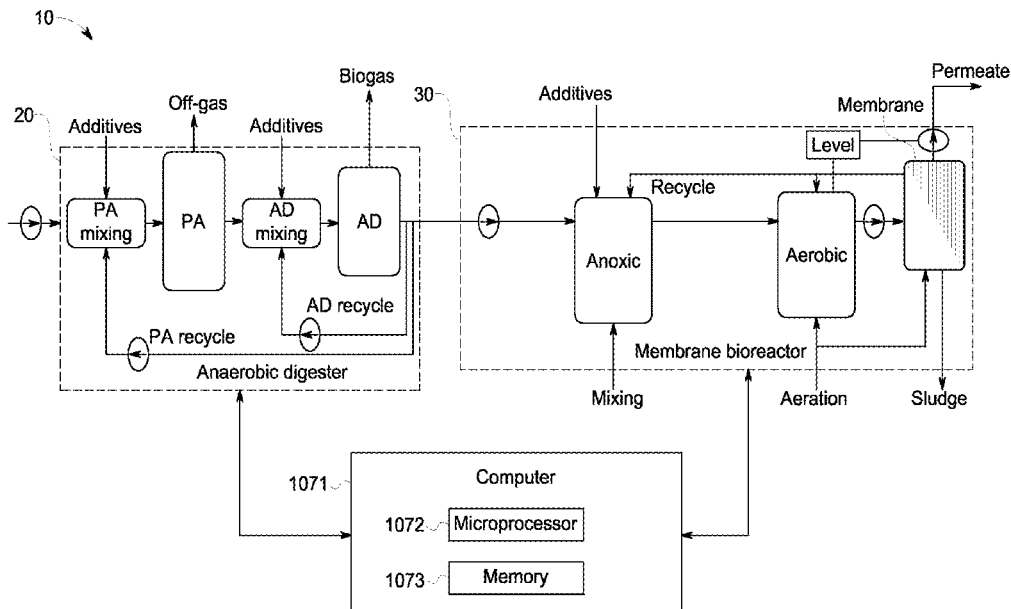 10
Permeate
Biogas
Off-gas
Additives
30
Membrane
20
Additives
Additives
Level
Recycle
PA
mixing
PA
AD
mixing
AD
Anoxic
Aerobic
AD recycle
PA recycle
Anaerobic digester
Membrane bioreactor
Mixing
Aeration
Sludge
1071
Computer
1072
Microprocessor
1073
Memory